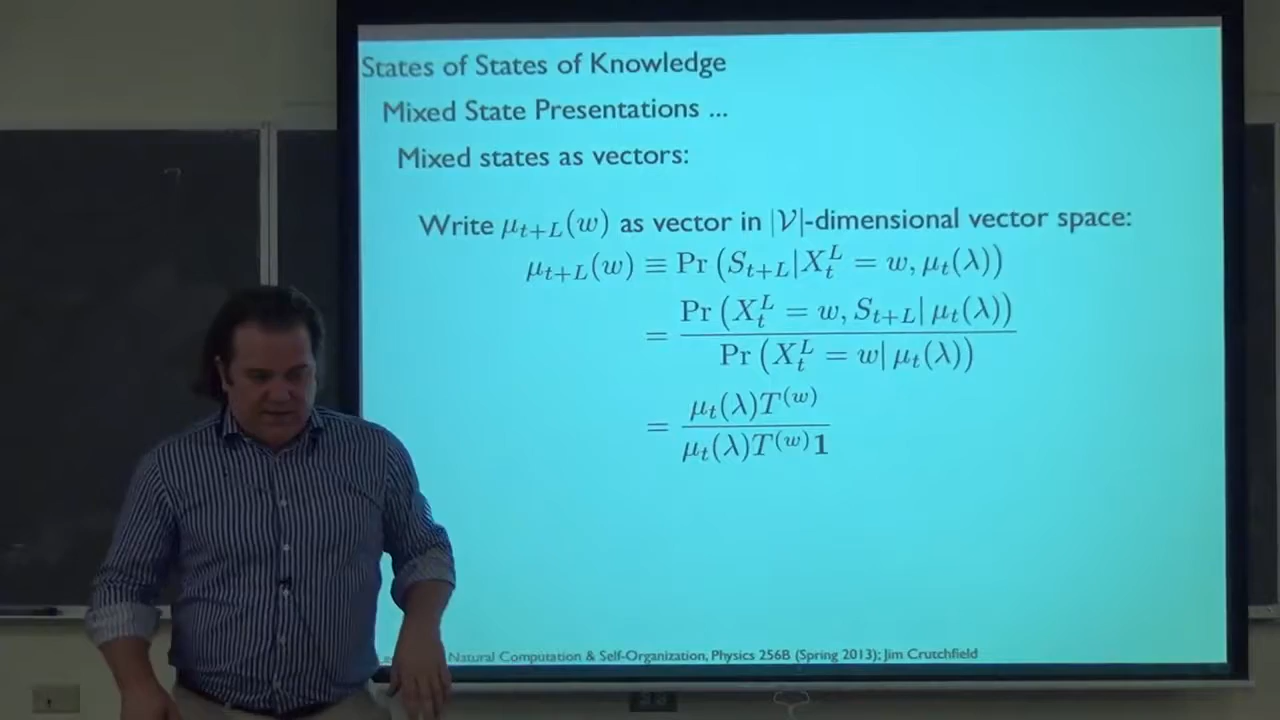 States of States of Knowledge
Mixed State Presentations ...
Mixed states as vectors:
Write μ_{t+L}(w) as vector in |𝒱|-dimensional vector space:
μ_{t+L}(w) ≡ Pr (S_{t+L}|X_t^L = w, μ_t(λ))
= Pr (X_t^L = w, S_{t+L}| μ_t(λ)) / Pr (X_t^L = w| μ_t(λ))
= μ_t(λ)T^{(w)} / μ_t(λ)T^{(w)}𝟏
Natural Computation & Self-Organization, Physics 256B (Spring 2013); Jim Crutchfield